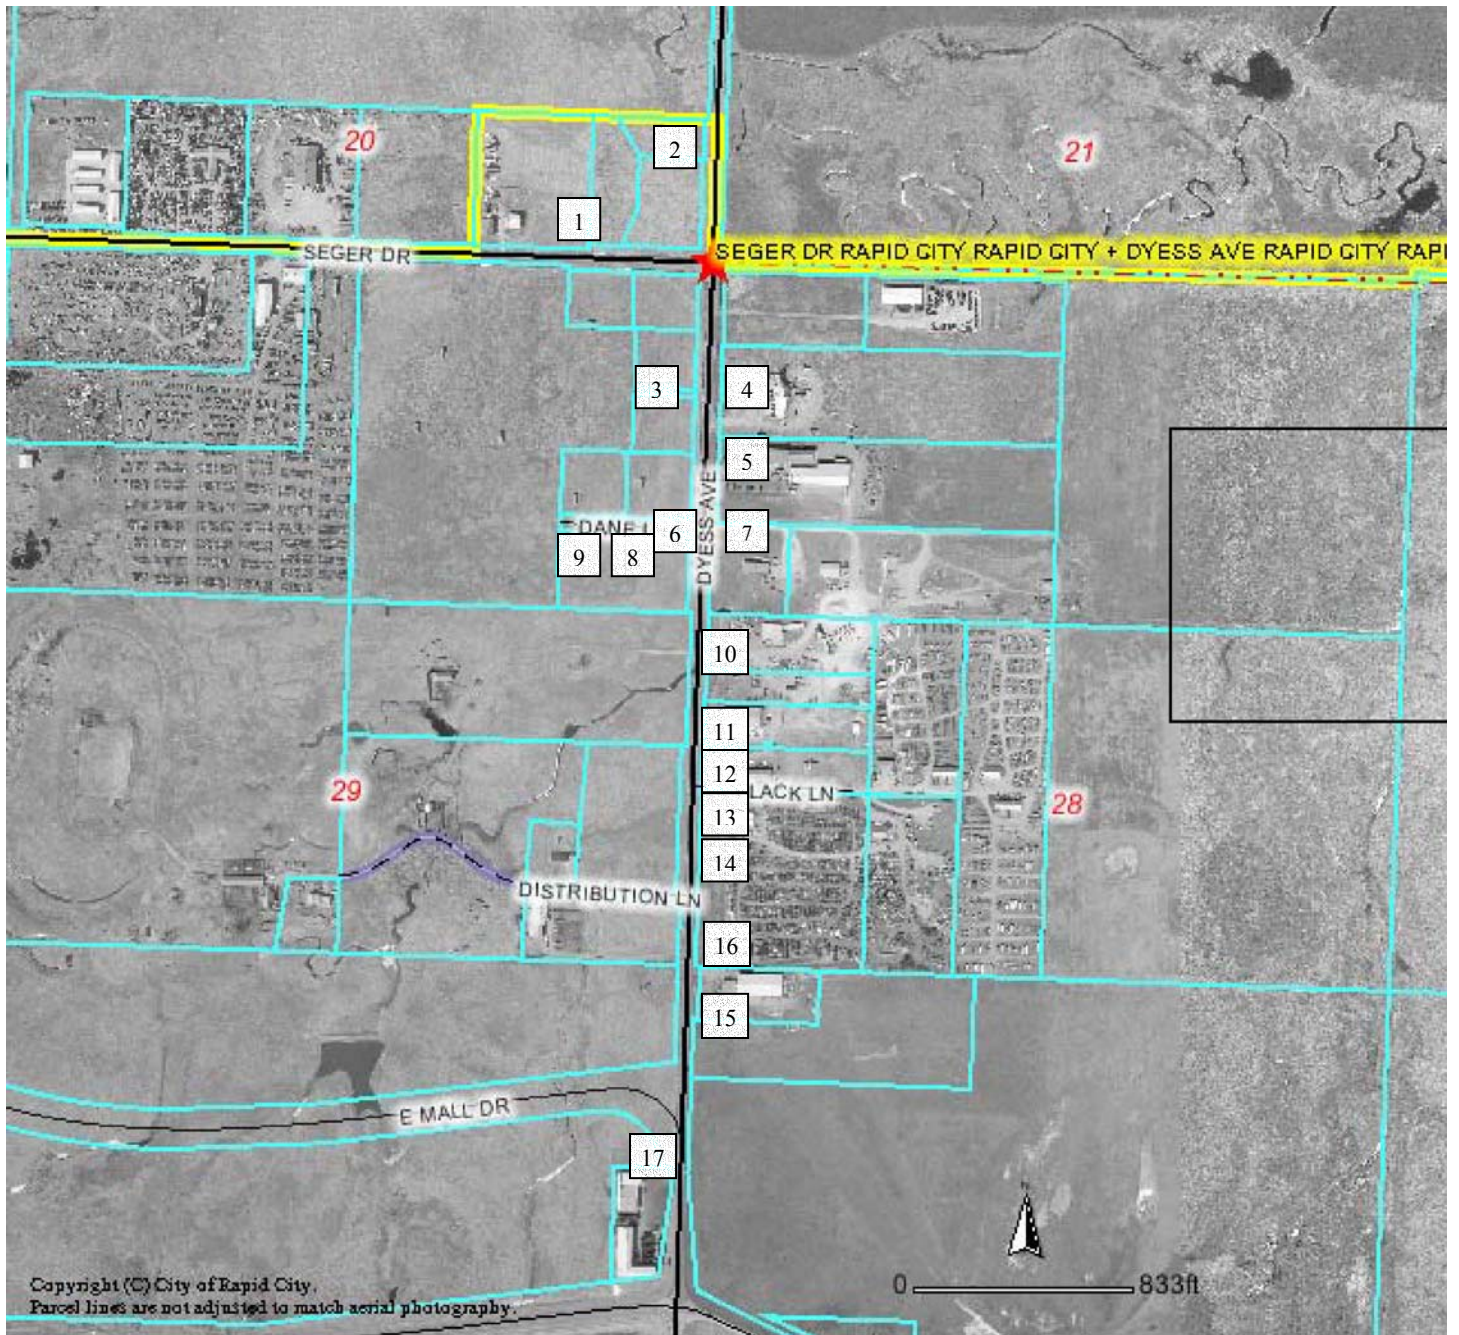 20
2
21
1
SEGER DR
SEGER DR RAPID CITY RAPID CITY + DYESS AVE RAPID CITY RAPI
3
4
5
DYESS AVE
DANE L
6
7
9
8
10
11
12
29
LACK LN
28
13
14
DISTRIBUTION LN
16
15
E MALL DR
17
N
0
833ft
Copyright (C) City of Rapid City.
Parcel lines are not adjusted to match aerial photography.